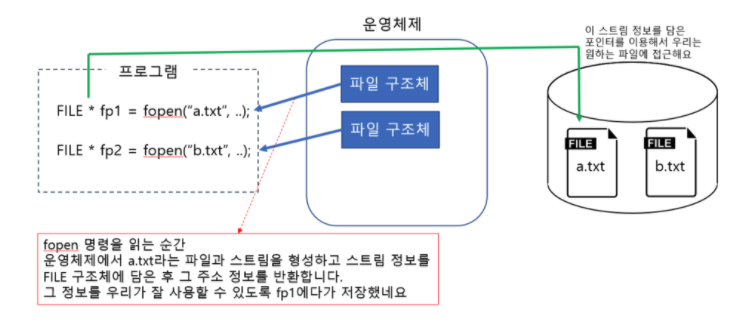 운영체제
이 스트림 정보를 담은
포인터를 이용해서 우리는
원하는 파일에 접근해요
프로그램
파일 구조체
FILE * fp1 = fopen("a.txt", ..);
파일 구조체
FILE * fp2 = fopen("b.txt", ..);
FILE
a.txt
FILE
b.txt
fopen 명령을 읽는 순간
운영체제에서 a.txt라는 파일과 스트림을 형성하고 스트림 정보를
FILE 구조체에 담은 후 그 주소 정보를 반환합니다.
그 정보를 우리가 잘 사용할 수 있도록 fp1에다가 저장했네요